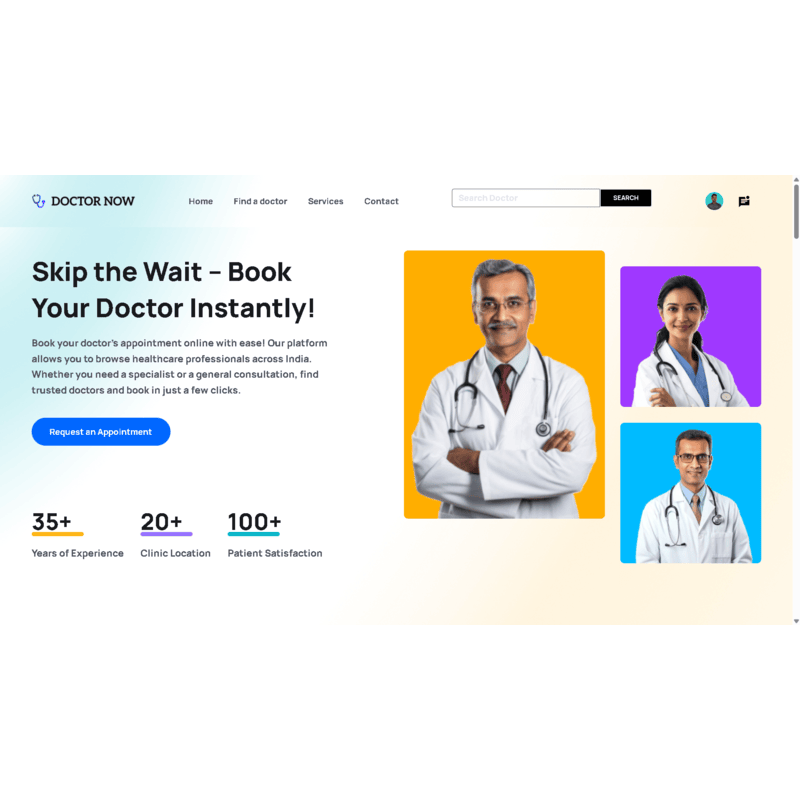 DOCTOR NOW
Home
Find a doctor
Services
Contact
Search Doctor
SEARCH
Skip the Wait – Book
Your Doctor Instantly!
Book your doctor's appointment online with ease! Our platform
allows you to browse healthcare professionals across India.
Whether you need a specialist or a general consultation, find
trusted doctors and book in just a few clicks.
Request an Appointment
35+
Years of Experience
20+
Clinic Location
100+
Patient Satisfaction